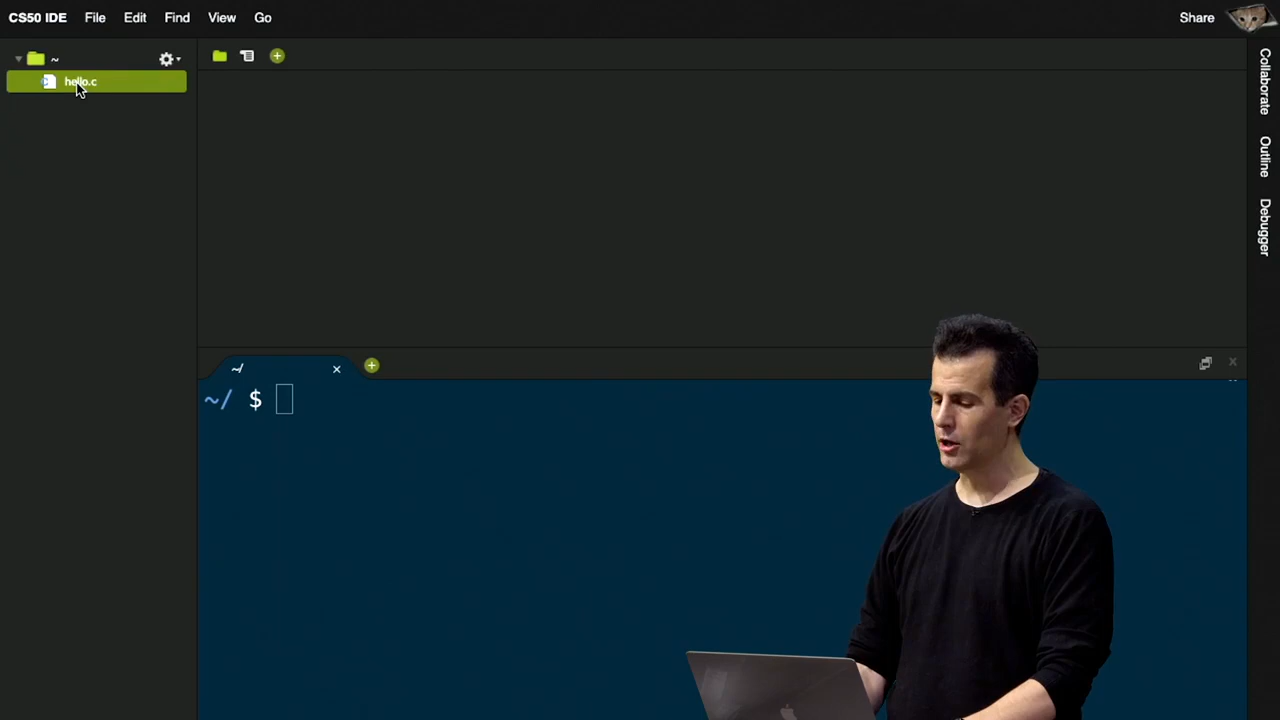 CS50 IDE File Edit Find View Go Share
~
hello.c
~/
~/ $
Collaborate
Outline
Debugger